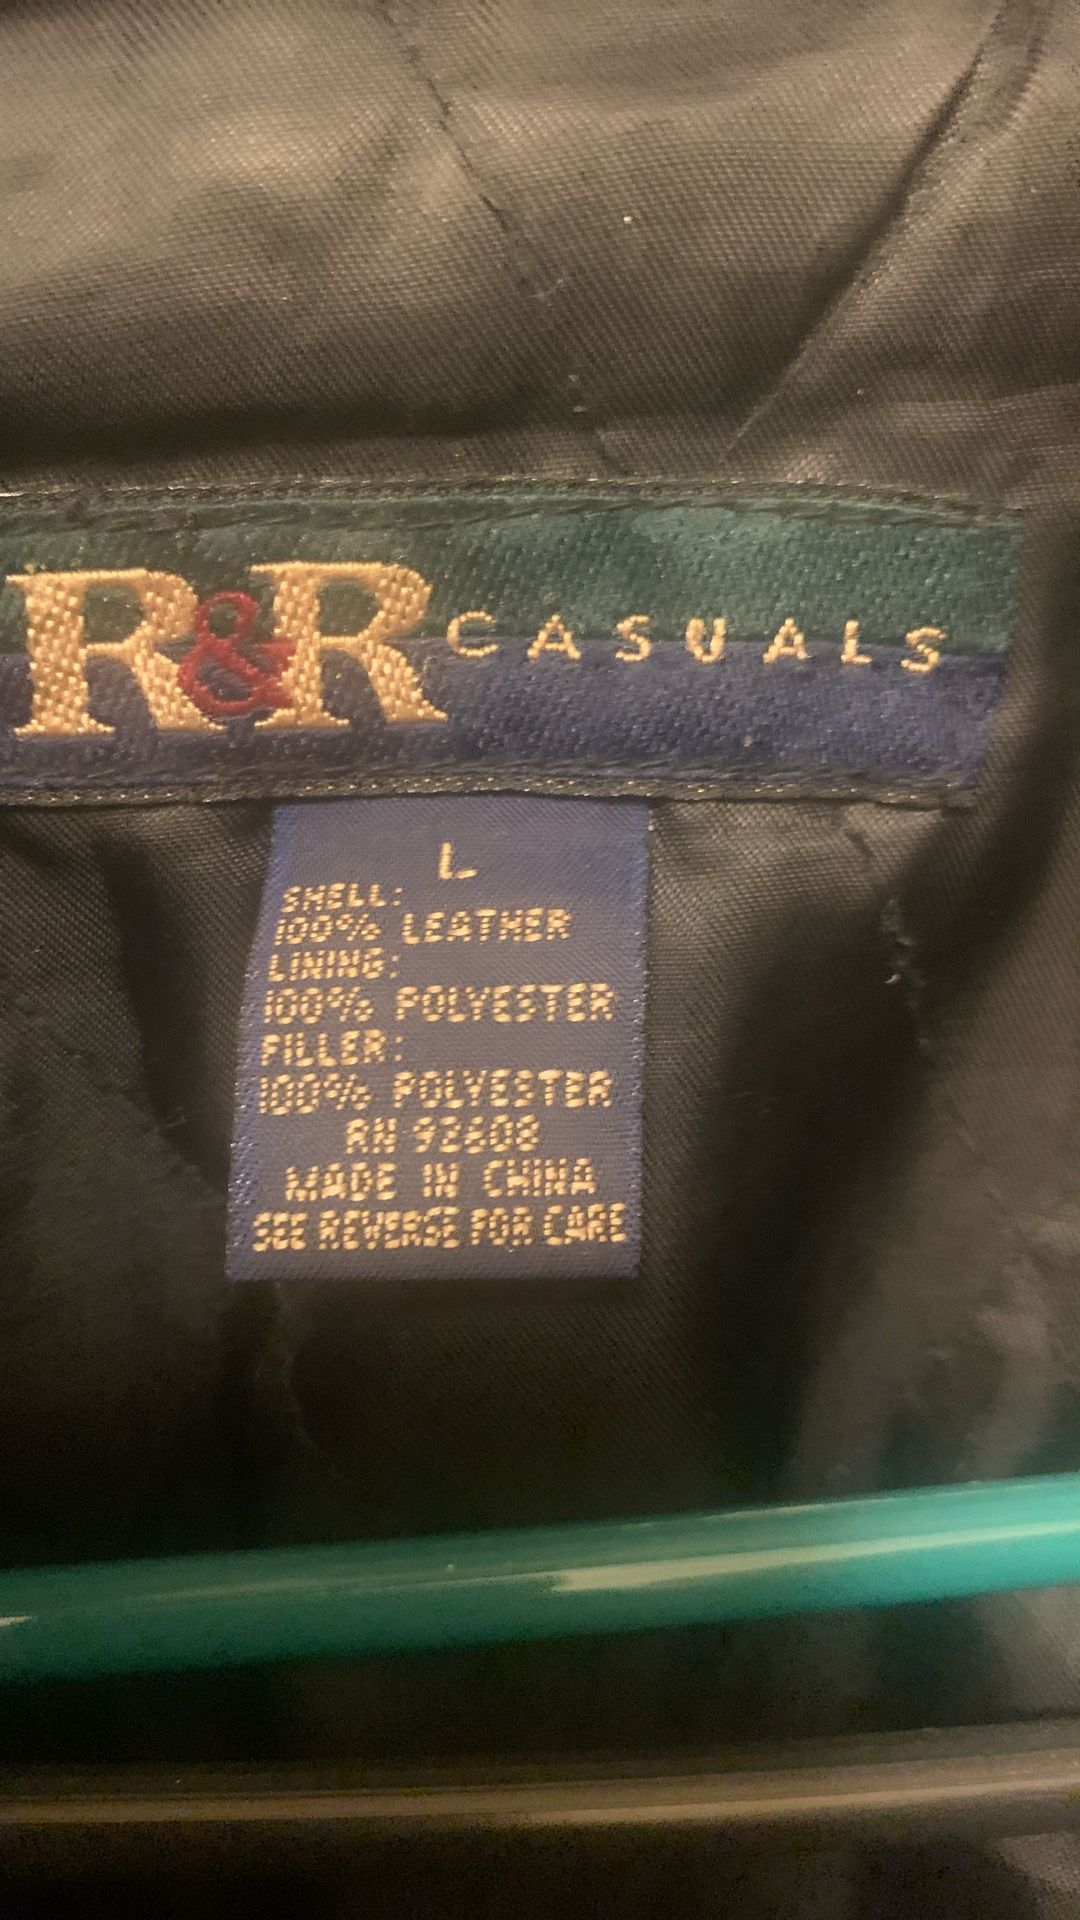 R&R CASUALS
L
SHELL:
100% LEATHER
LINING:
100% POLYESTER
FILLER:
100% POLYESTER
RN 92608
MADE IN CHINA
SEE REVERSE FOR CARE